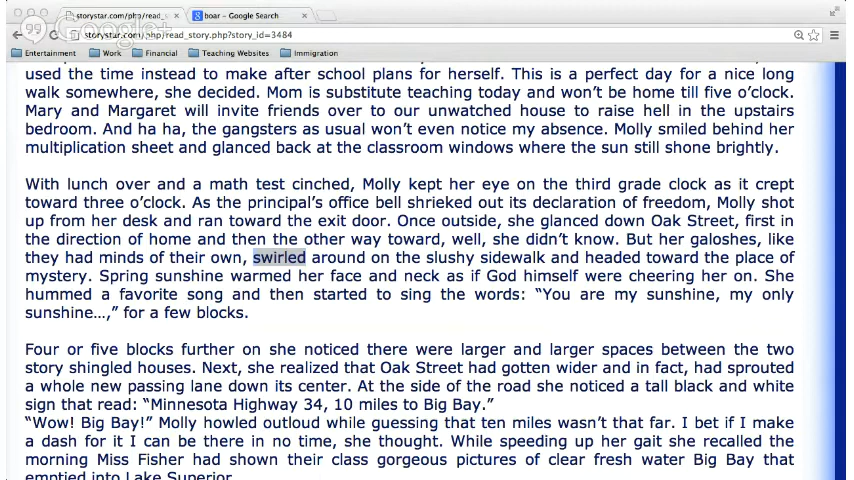 storystar.com/php/read_s
boar - Google Search
Google+
storystar.com/php/read_story.php?story_id=3484
Entertainment Work Financial Teaching Websites Immigration
used the time instead to make after school plans for herself. This is a perfect day for a nice long
walk somewhere, she decided. Mom is substitute teaching today and won’t be home till five o’clock.
Mary and Margaret will invite friends over to our unwatched house to raise hell in the upstairs
bedroom. And ha ha, the gangsters as usual won’t even notice my absence. Molly smiled behind her
multiplication sheet and glanced back at the classroom windows where the sun still shone brightly.
With lunch over and a math test cinched, Molly kept her eye on the third grade clock as it crept
toward three o’clock. As the principal’s office bell shrieked out its declaration of freedom, Molly shot
up from her desk and ran toward the exit door. Once outside, she glanced down Oak Street, first in
the direction of home and then the other way toward, well, she didn’t know. But her galoshes, like
they had minds of their own, swirled around on the slushy sidewalk and headed toward the place of
mystery. Spring sunshine warmed her face and neck as if God himself were cheering her on. She
hummed a favorite song and then started to sing the words: “You are my sunshine, my only
sunshine…,” for a few blocks.
Four or five blocks further on she noticed there were larger and larger spaces between the two
story shingled houses. Next, she realized that Oak Street had gotten wider and in fact, had sprouted
a whole new passing lane down its center. At the side of the road she noticed a tall black and white
sign that read: “Minnesota Highway 34, 10 miles to Big Bay.”
“Wow! Big Bay!” Molly howled outloud while guessing that ten miles wasn’t that far. I bet if I make
a dash for it I can be there in no time, she thought. While speeding up her gait she recalled the
morning Miss Fisher had shown their class gorgeous pictures of clear fresh water Big Bay that
emptied into Lake Superior.